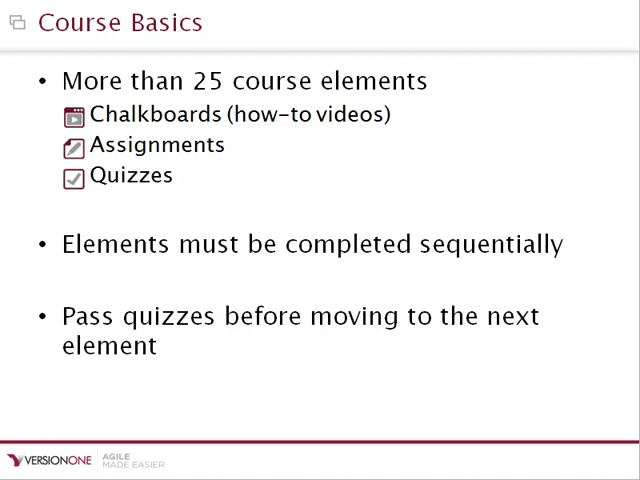 Course Basics
• More than 25 course elements
Chalkboards (how-to videos)
Assignments
Quizzes
• Elements must be completed sequentially
• Pass quizzes before moving to the next
element
VERSIONONE
AGILE
MADE EASIER